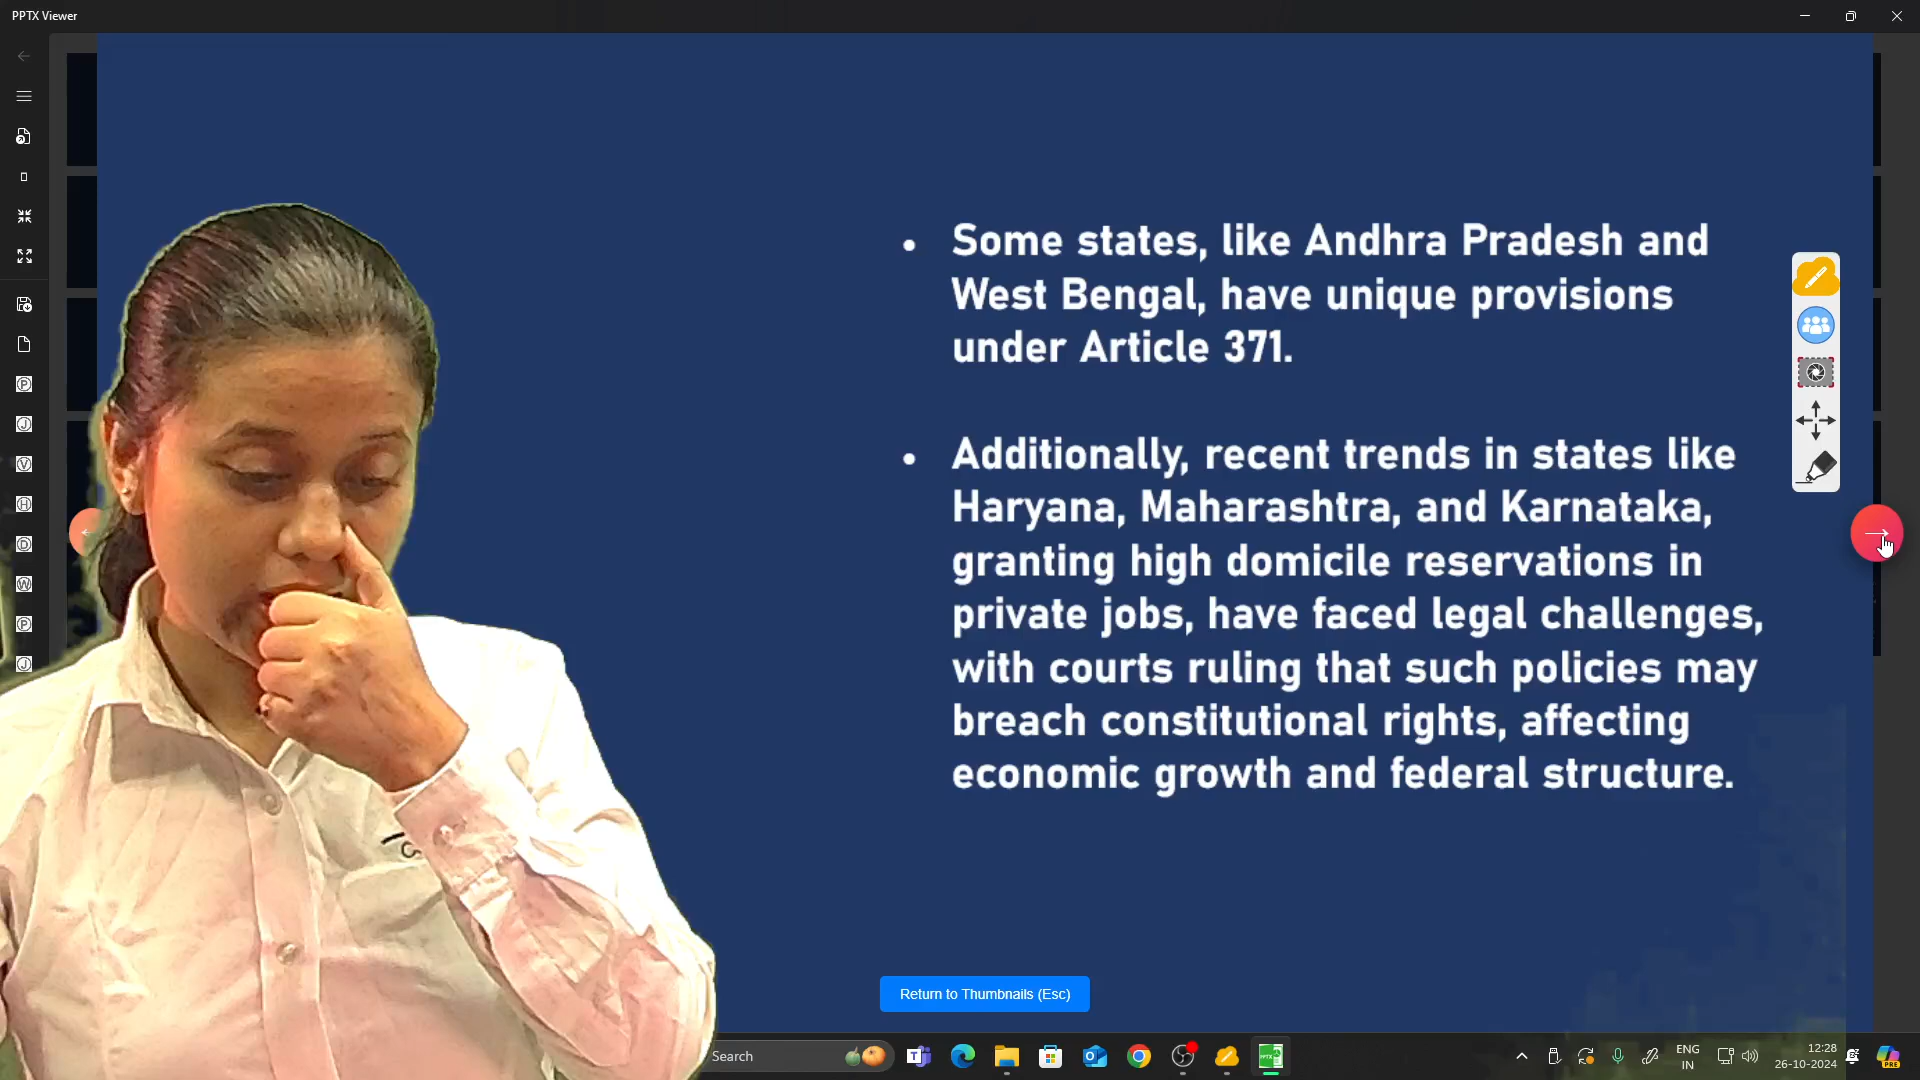 PPTX Viewer
• Some states, like Andhra Pradesh and
West Bengal, have unique provisions
under Article 371.
• Additionally, recent trends in states like
Haryana, Maharashtra, and Karnataka,
granting high domicile reservations in
private jobs, have faced legal challenges,
with courts ruling that such policies may
breach constitutional rights, affecting
economic growth and federal structure.
Return to Thumbnails (Esc)
Search
ENG
IN
12:28
26-10-2024